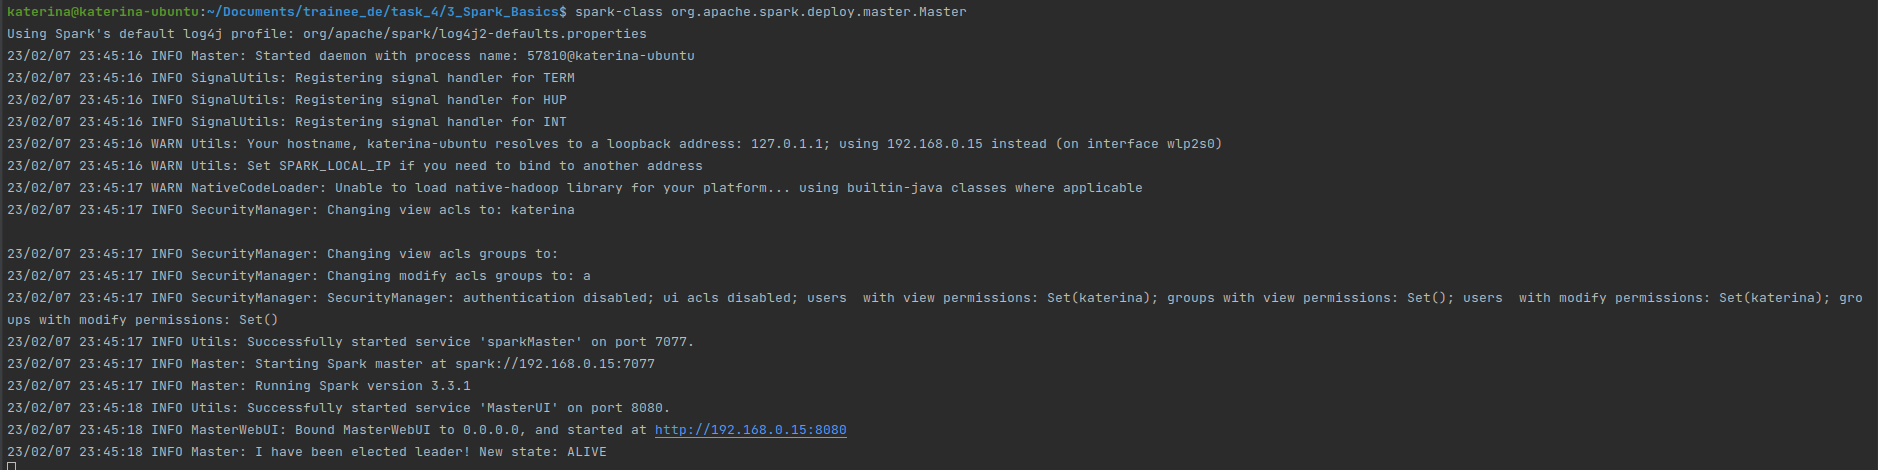 katerina@katerina-ubuntu:~/Documents/trainee_de/task_4/3_Spark_Basics$ spark-class org.apache.spark.deploy.master.Master
Using Spark's default log4j profile: org/apache/spark/log4j2-defaults.properties
23/02/07 23:45:16 INFO Master: Started daemon with process name: 57810@katerina-ubuntu
23/02/07 23:45:16 INFO SignalUtils: Registering signal handler for TERM
23/02/07 23:45:16 INFO SignalUtils: Registering signal handler for HUP
23/02/07 23:45:16 INFO SignalUtils: Registering signal handler for INT
23/02/07 23:45:16 WARN Utils: Your hostname, katerina-ubuntu resolves to a loopback address: 127.0.1.1; using 192.168.0.15 instead (on interface wlp2s0)
23/02/07 23:45:16 WARN Utils: Set SPARK_LOCAL_IP if you need to bind to another address
23/02/07 23:45:17 WARN NativeCodeLoader: Unable to load native-hadoop library for your platform... using builtin-java classes where applicable
23/02/07 23:45:17 INFO SecurityManager: Changing view acls to: katerina
23/02/07 23:45:17 INFO SecurityManager: Changing view acls groups to:
23/02/07 23:45:17 INFO SecurityManager: Changing modify acls groups to: a
23/02/07 23:45:17 INFO SecurityManager: SecurityManager: authentication disabled; ui acls disabled; users  with view permissions: Set(katerina); groups with view permissions: Set(); users  with modify permissions: Set(katerina); gro
ups with modify permissions: Set()
23/02/07 23:45:17 INFO Utils: Successfully started service 'sparkMaster' on port 7077.
23/02/07 23:45:17 INFO Master: Starting Spark master at spark://192.168.0.15:7077
23/02/07 23:45:17 INFO Master: Running Spark version 3.3.1
23/02/07 23:45:18 INFO Utils: Successfully started service 'MasterUI' on port 8080.
23/02/07 23:45:18 INFO MasterWebUI: Bound MasterWebUI to 0.0.0.0, and started at http://192.168.0.15:8080
23/02/07 23:45:18 INFO Master: I have been elected leader! New state: ALIVE